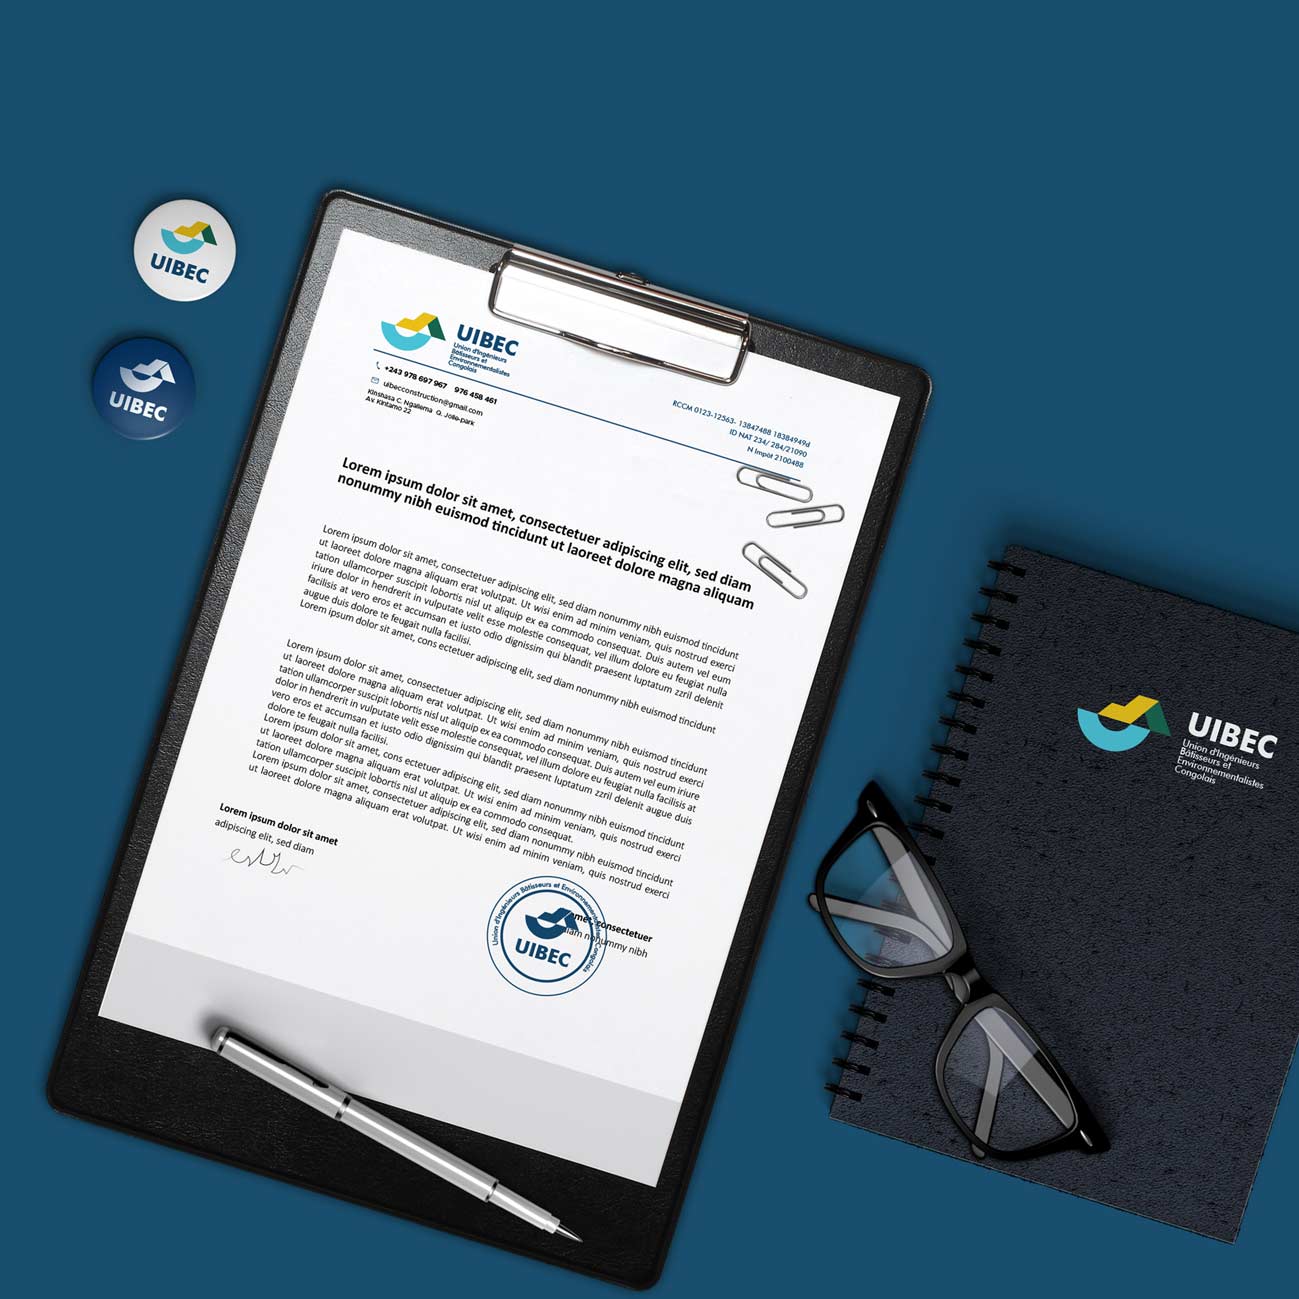 UIBEC
UIBEC
UIBEC
Union d'Ingénieurs
Bâtisseurs et
Environnementalistes
Congolais
+243 978 697 967 976 458 461
uibecconstruction@gmail.com
Kinshasa C. Ngaliema Q. Jolie-park
Av. Kintamo 22
RCCM 0123-12563- 13847488 18384949d
ID NAT 234/ 284/21090
N Impôt 2100488
Lorem ipsum dolor sit amet, consectetuer adipiscing elit, sed diam
nonummy nibh euismod tincidunt ut laoreet dolore magna aliquam
Lorem ipsum dolor sit amet, consectetuer adipiscing elit, sed diam nonummy nibh euismod tincidunt
ut laoreet dolore magna aliquam erat volutpat. Ut wisi enim ad minim veniam, quis nostrud exerci
tation ullamcorper suscipit lobortis nisl ut aliquip ex ea commodo consequat. Duis autem vel eum
iriure dolor in hendrerit in vulputate velit esse molestie consequat, vel illum dolore eu feugiat nulla
facilisis at vero eros et accumsan et iusto odio dignissim qui blandit praesent luptatum zzril delenit
augue duis dolore te feugait nulla facilisi.
Lorem ipsum dolor sit amet, cons ectetuer adipiscing elit, sed diam nonummy nibh euismod tincidunt
Lorem ipsum dolor sit amet, consectetuer adipiscing elit, sed diam nonummy nibh euismod tincidunt
ut laoreet dolore magna aliquam erat volutpat. Ut wisi enim ad minim veniam, quis nostrud exerci
tation ullamcorper suscipit lobortis nisl ut aliquip ex ea commodo consequat. Duis autem vel eum iriure
dolor in hendrerit in vulputate velit esse molestie consequat, vel illum dolore eu feugiat nulla facilisis at
vero eros et accumsan et iusto odio dignissim qui blandit praesent luptatum zzril delenit augue duis
dolore te feugait nulla facilisi.
Lorem ipsum dolor sit amet, cons ectetuer adipiscing elit, sed diam nonummy nibh euismod tincidunt
ut laoreet dolore magna aliquam erat volutpat. Ut wisi enim ad minim veniam, quis nostrud exerci
tation ullamcorper suscipit lobortis nisl ut aliquip ex ea commodo consequat.
Lorem ipsum dolor sit amet, consectetuer adipiscing elit, sed diam nonummy nibh euismod tincidunt
ut laoreet dolore magna aliquam erat volutpat. Ut wisi enim ad minim veniam, quis nostrud exerci
Lorem ipsum dolor sit amet
adipiscing elit, sed diam
amet, consectetuer
diam nonummy nibh
Union d'Ingénieurs Bâtisseurs et Environnementalistes Congolais
UIBEC
UIBEC
Union d'Ingénieurs
Bâtisseurs et
Environnementalistes
Congolais